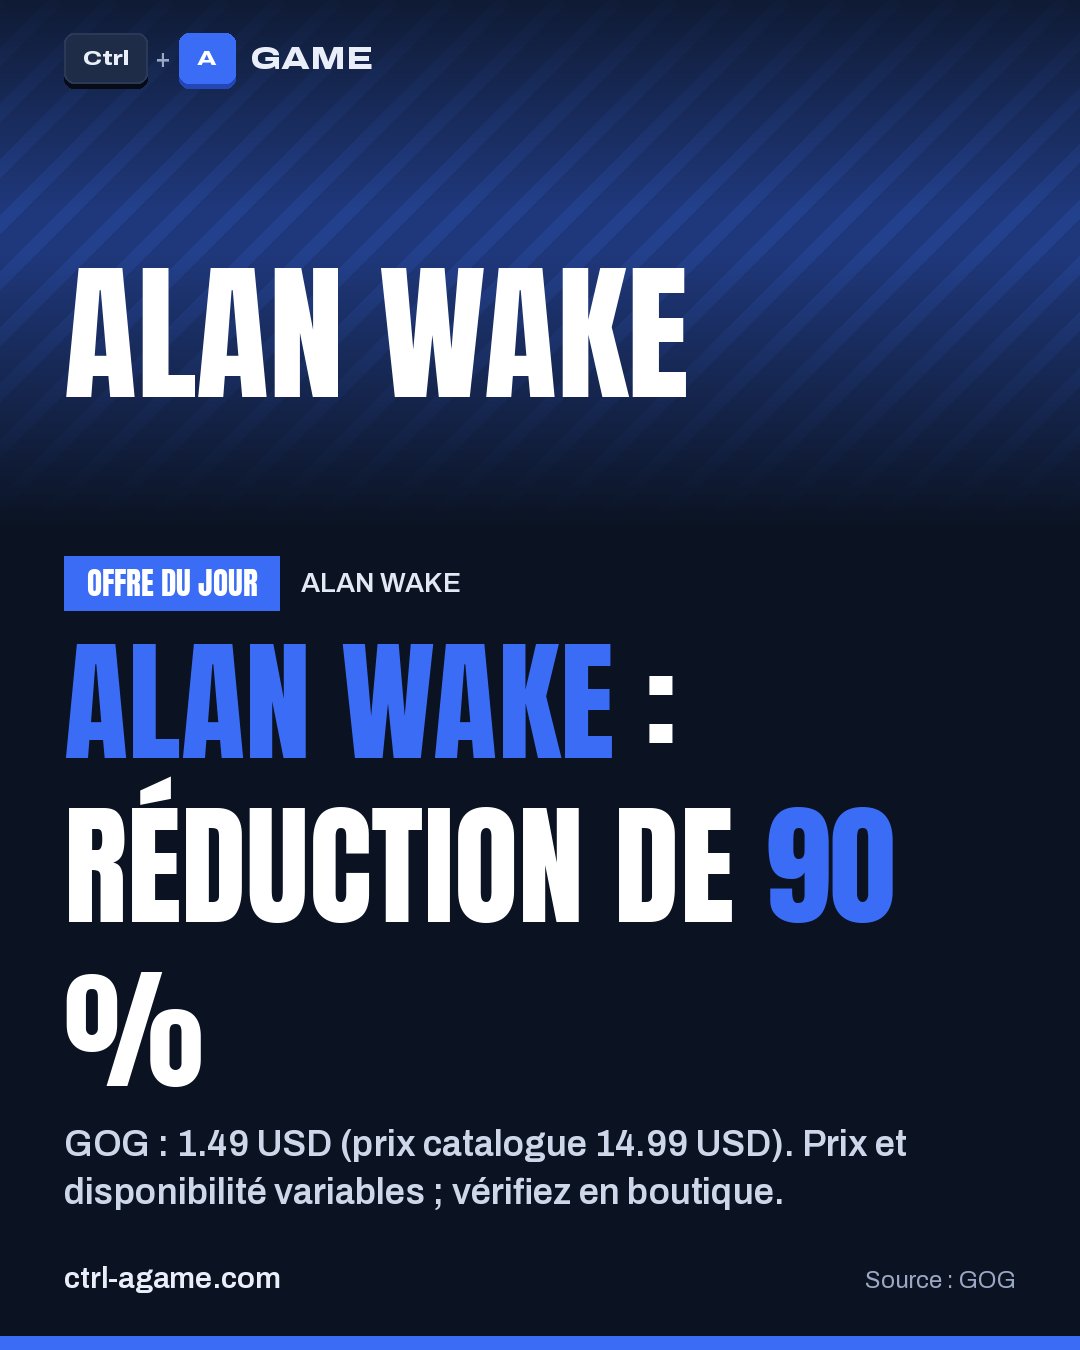 Ctrl + A GAME
ALAN WAKE
OFFRE DU JOUR ALAN WAKE
ALAN WAKE :
RÉDUCTION DE 90
%
GOG : 1.49 USD (prix catalogue 14.99 USD). Prix et
disponibilité variables ; vérifiez en boutique.
ctrl-agame.com Source : GOG